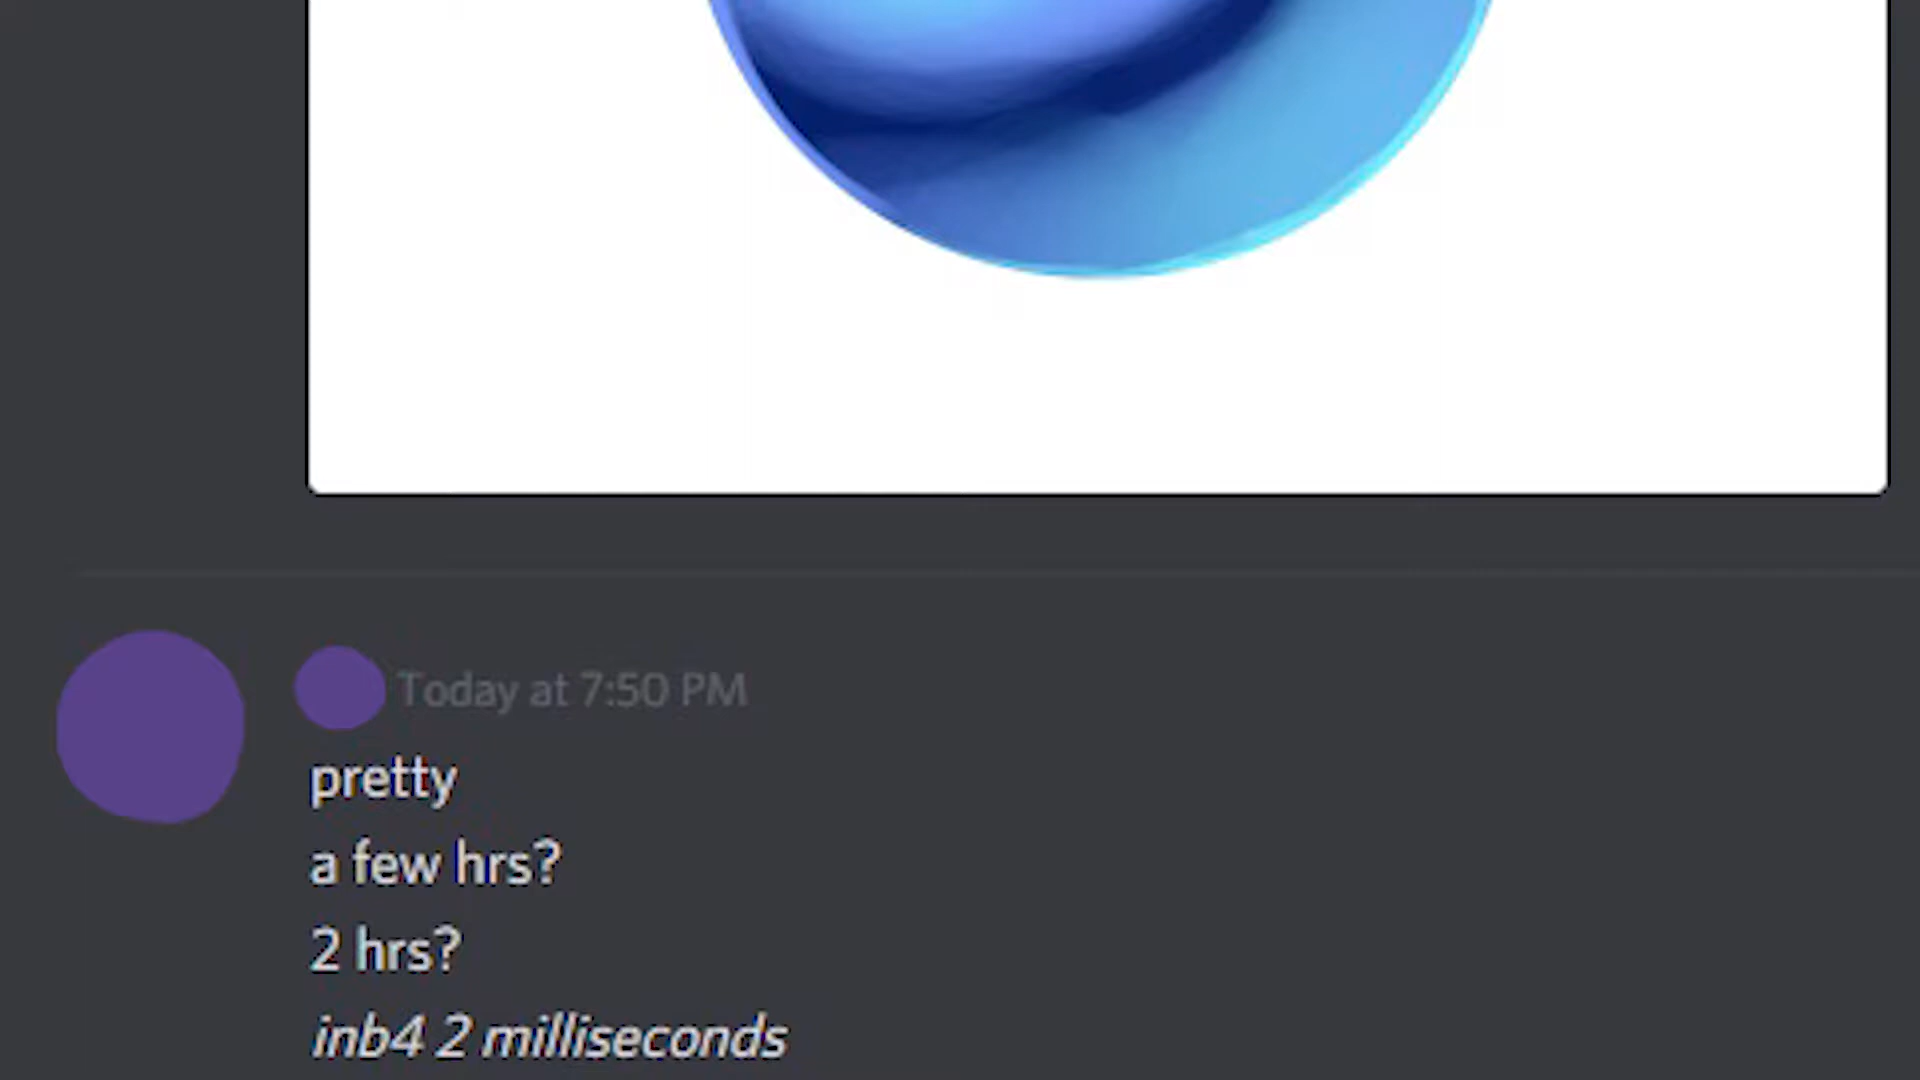 Today at 7:50 PM
pretty
a few hrs?
2 hrs?
inb4 2 milliseconds